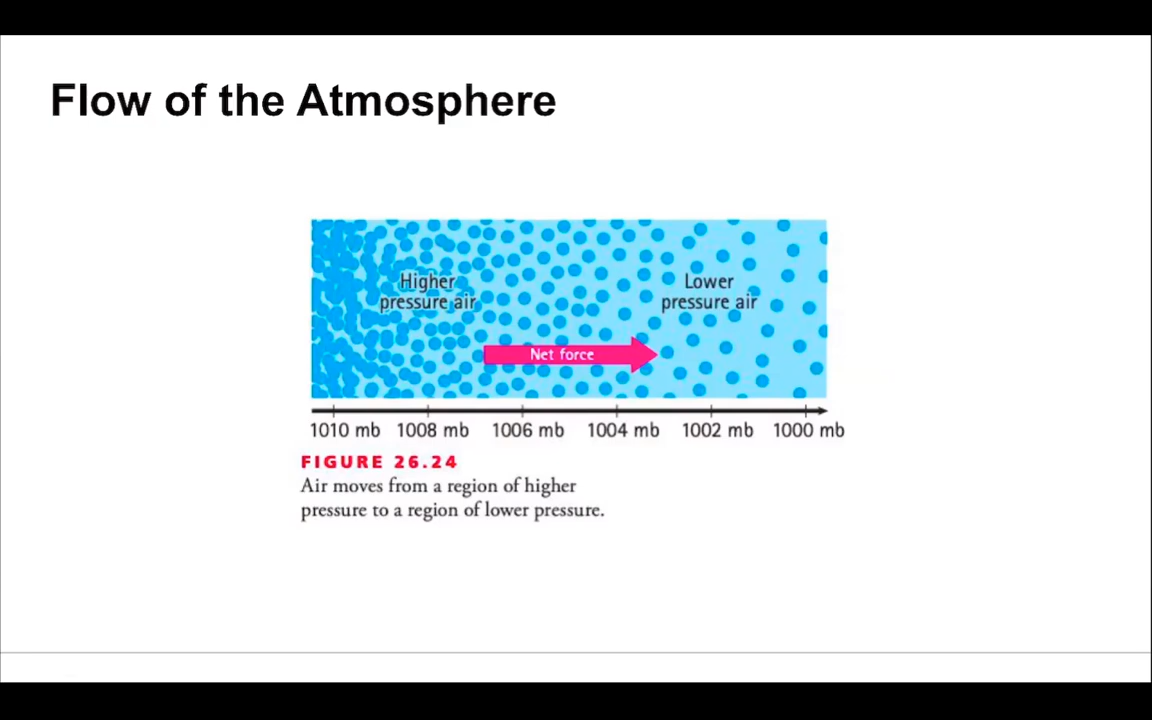 Flow of the Atmosphere
Higher
pressure air
Lower
pressure air
Net force
1010 mb 1008 mb 1006 mb 1004 mb 1002 mb 1000 mb
FIGURE 26.24
Air moves from a region of higher
pressure to a region of lower pressure.